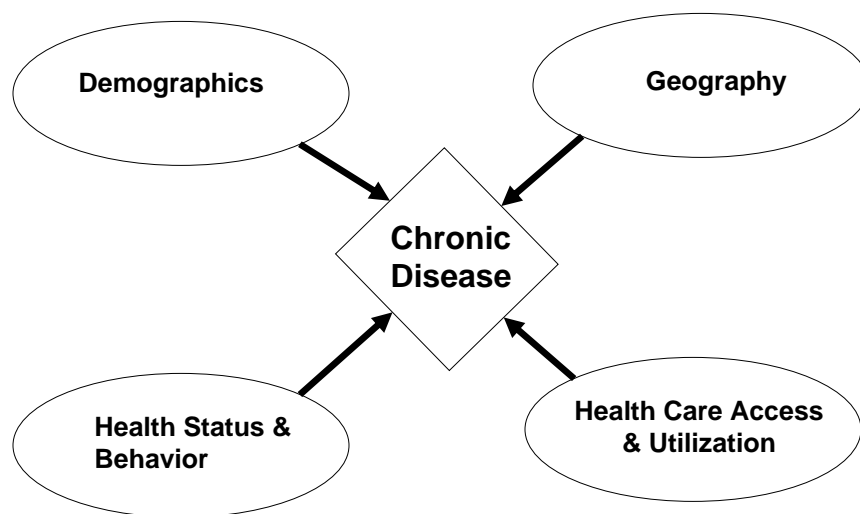 Demographics
Geography
Chronic
Disease
Health Status &
Behavior
Health Care Access
& Utilization